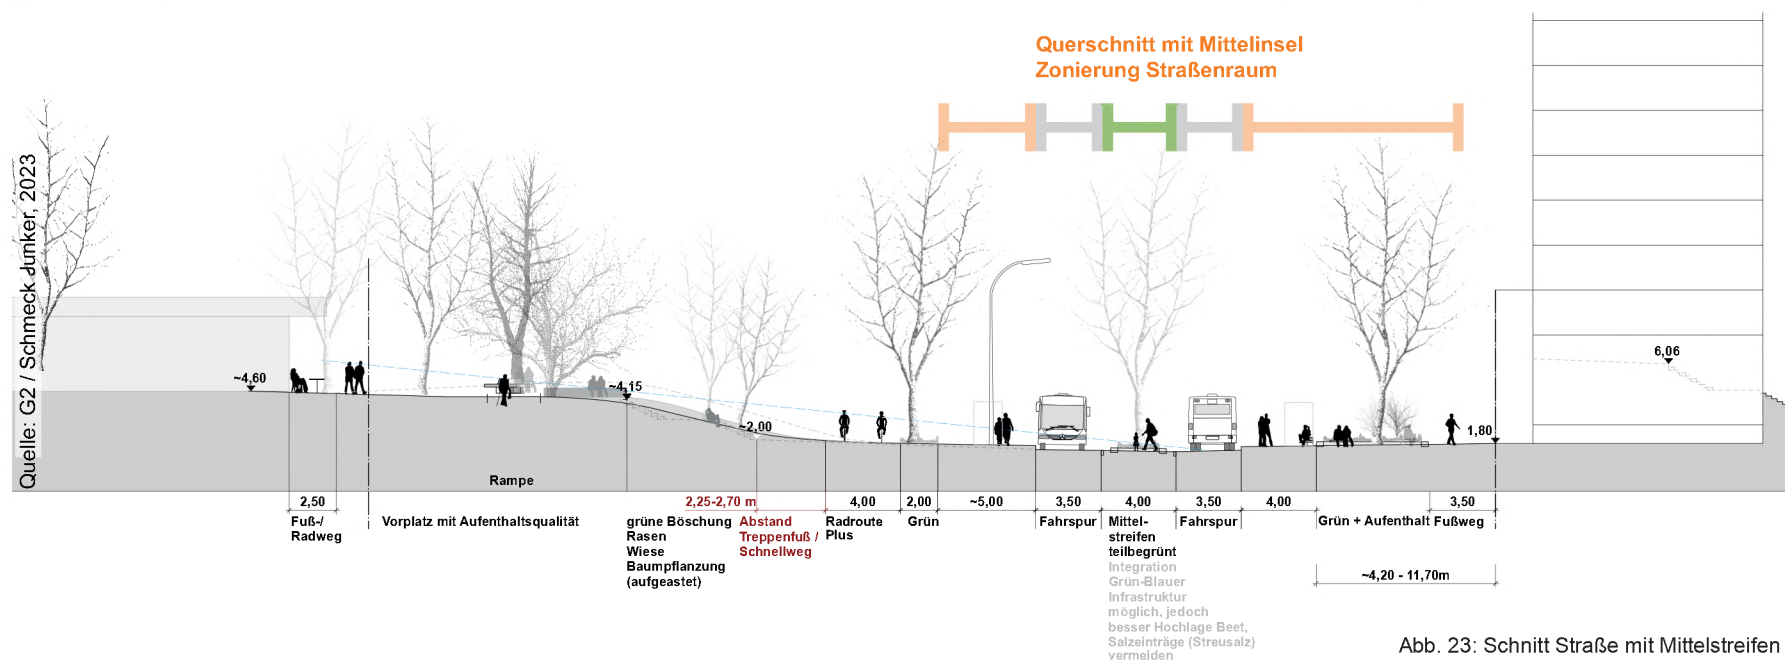 Querschnitt mit Mittelinsel
Zonierung Straßenraum
Quelle: G2 / Schmeck Junker, 2023
~4,60
~4,15
~2,00
6,06
1,80
Rampe
2,50
2,25-2,70 m
4,00
2,00
~5,00
3,50
4,00
3,50
4,00
3,50
Fuß-/
Radweg
Vorplatz mit Aufenthaltsqualität
grüne Böschung
Rasen
Wiese
Baumpflanzung
(aufgeastet)
Abstand
Treppenfuß /
Schnellweg
Radroute
Plus
Grün
Fahrspur
Mittel-
streifen
teilbegrünt
Integration
Grün-Blauer
Infrastruktur
möglich, jedoch
besser Hochlage Beet,
Salzeinträge (Streusalz)
vermeiden
Fahrspur
Grün + Aufenthalt
Fußweg
~4,20 - 11,70m
Abb. 23: Schnitt Straße mit Mittelstreifen